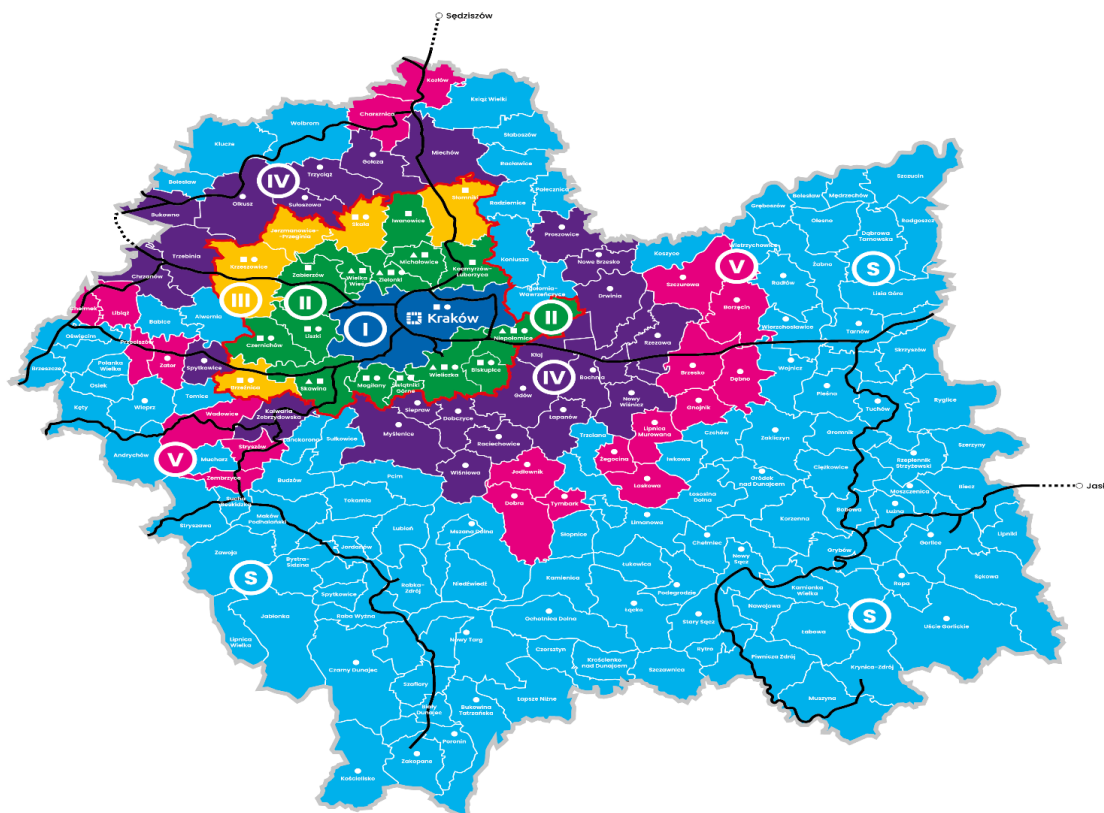 Sędziszów
Kozłów
Książ Wielki
Charsznica
Wolbrom
Słaboszów
Klucze
Miechów
Gołcza
Racławice
Szczucin
Trzyciąż
Bolesław
IV
Pałecznica
Bolesław
Mędrzechów
Olkusz
Sułoszowa
Skała
Iwanowice
Słomniki
Radziemice
Gręboszów
Olesno
Radgoszcz
Bukowno
Jerzmanowice-
Przeginia
Proszowice
Dąbrowa
Tarnowska
Trzebinia
Krzeszowice
Zabierzów
Wielka
Wieś
Zielonki
Michałowice
Kocmyrzów-
Luborzyca
Koniusza
Nowe Brzesko
Koszyce
Wietrzychowice
V
Żabno
S
Chrzanów
Szczurowa
Radłów
Chełmek
Libiąż
III
II
Igołomia-
Wawrzeńczyce
Drwinia
Borzęcin
Lisia Góra
Babice
Alwernia
I
Kraków
II
Wierzchosławice
Oświęcim
Przeciszów
Liszki
Niepołomice
Rzezawa
Tarnów
Czernichów
Kłaj
Skrzyszów
Brzeszcze
Polanka
Wielka
Zator
Spytkowice
Wieliczka
Biskupice
Bochnia
Brzesko
Wojnicz
Osiek
Brzeźnica
Skawina
Mogilany
Świątniki
Górne
Gdów
IV
Dębno
Pleśna
Kęty
Wieprz
Tomice
Nowy
Wiśnicz
Ryglice
Wadowice
Kalwaria
Zebrzydowska
Siepraw
Dobczyce
Łapanów
Gnojnik
Tuchów
Myślenice
Lipnica
Murowana
Lanckorona
Sułkowice
Raciechowice
Trzciana
Czchów
Zakliczyn
Gromnik
Szerzyny
Stryszów
Andrychów
V
Mucharz
Żegocina
Iwkowa
Rzepiennik
Strzyżewski
Wiśniowa
Jodłownik
Ciężkowice
Zembrzyce
Budzów
Pcim
Laskowa
Gródek
nad Dunajcem
Moszczenica
Biecz
Jasł
Sucha
Beskidzka
Tokarnia
Dobra
Tymbark
Łososina
Dolna
Bobowa
Łużna
Stryszawa
Maków
Podhalański
Lubień
Mszana Dolna
Limanowa
Korzenna
Lipniki
Jordanów
Słopnice
Chełmiec
Gorlice
Zawoja
Bystra-
Sidzina
Nowy
Sącz
Grybów
S
Rabka-
Zdrój
Niedźwiedź
Kamienica
Łukowica
Sękowa
Spytkowice
Podegrodzie
Kamionka
Wielka
Ropa
Jabłonka
Raba Wyżna
Łącko
Nawojowa
S
Ochotnica Dolna
Stary Sącz
Uście Gorlickie
Lipnica
Wielka
Nowy Targ
Łabowa
Czorsztyn
Rytro
Piwniczna Zdrój
Krościenko
nad Dunajcem
Czarny Dunajec
Szczawnica
Krynica-Zdrój
Szaflary
Muszyna
Biały
Dunajec
Bukowina
Tatrzańska
Łapsze Niżne
Poronin
Zakopane
Kościelisko